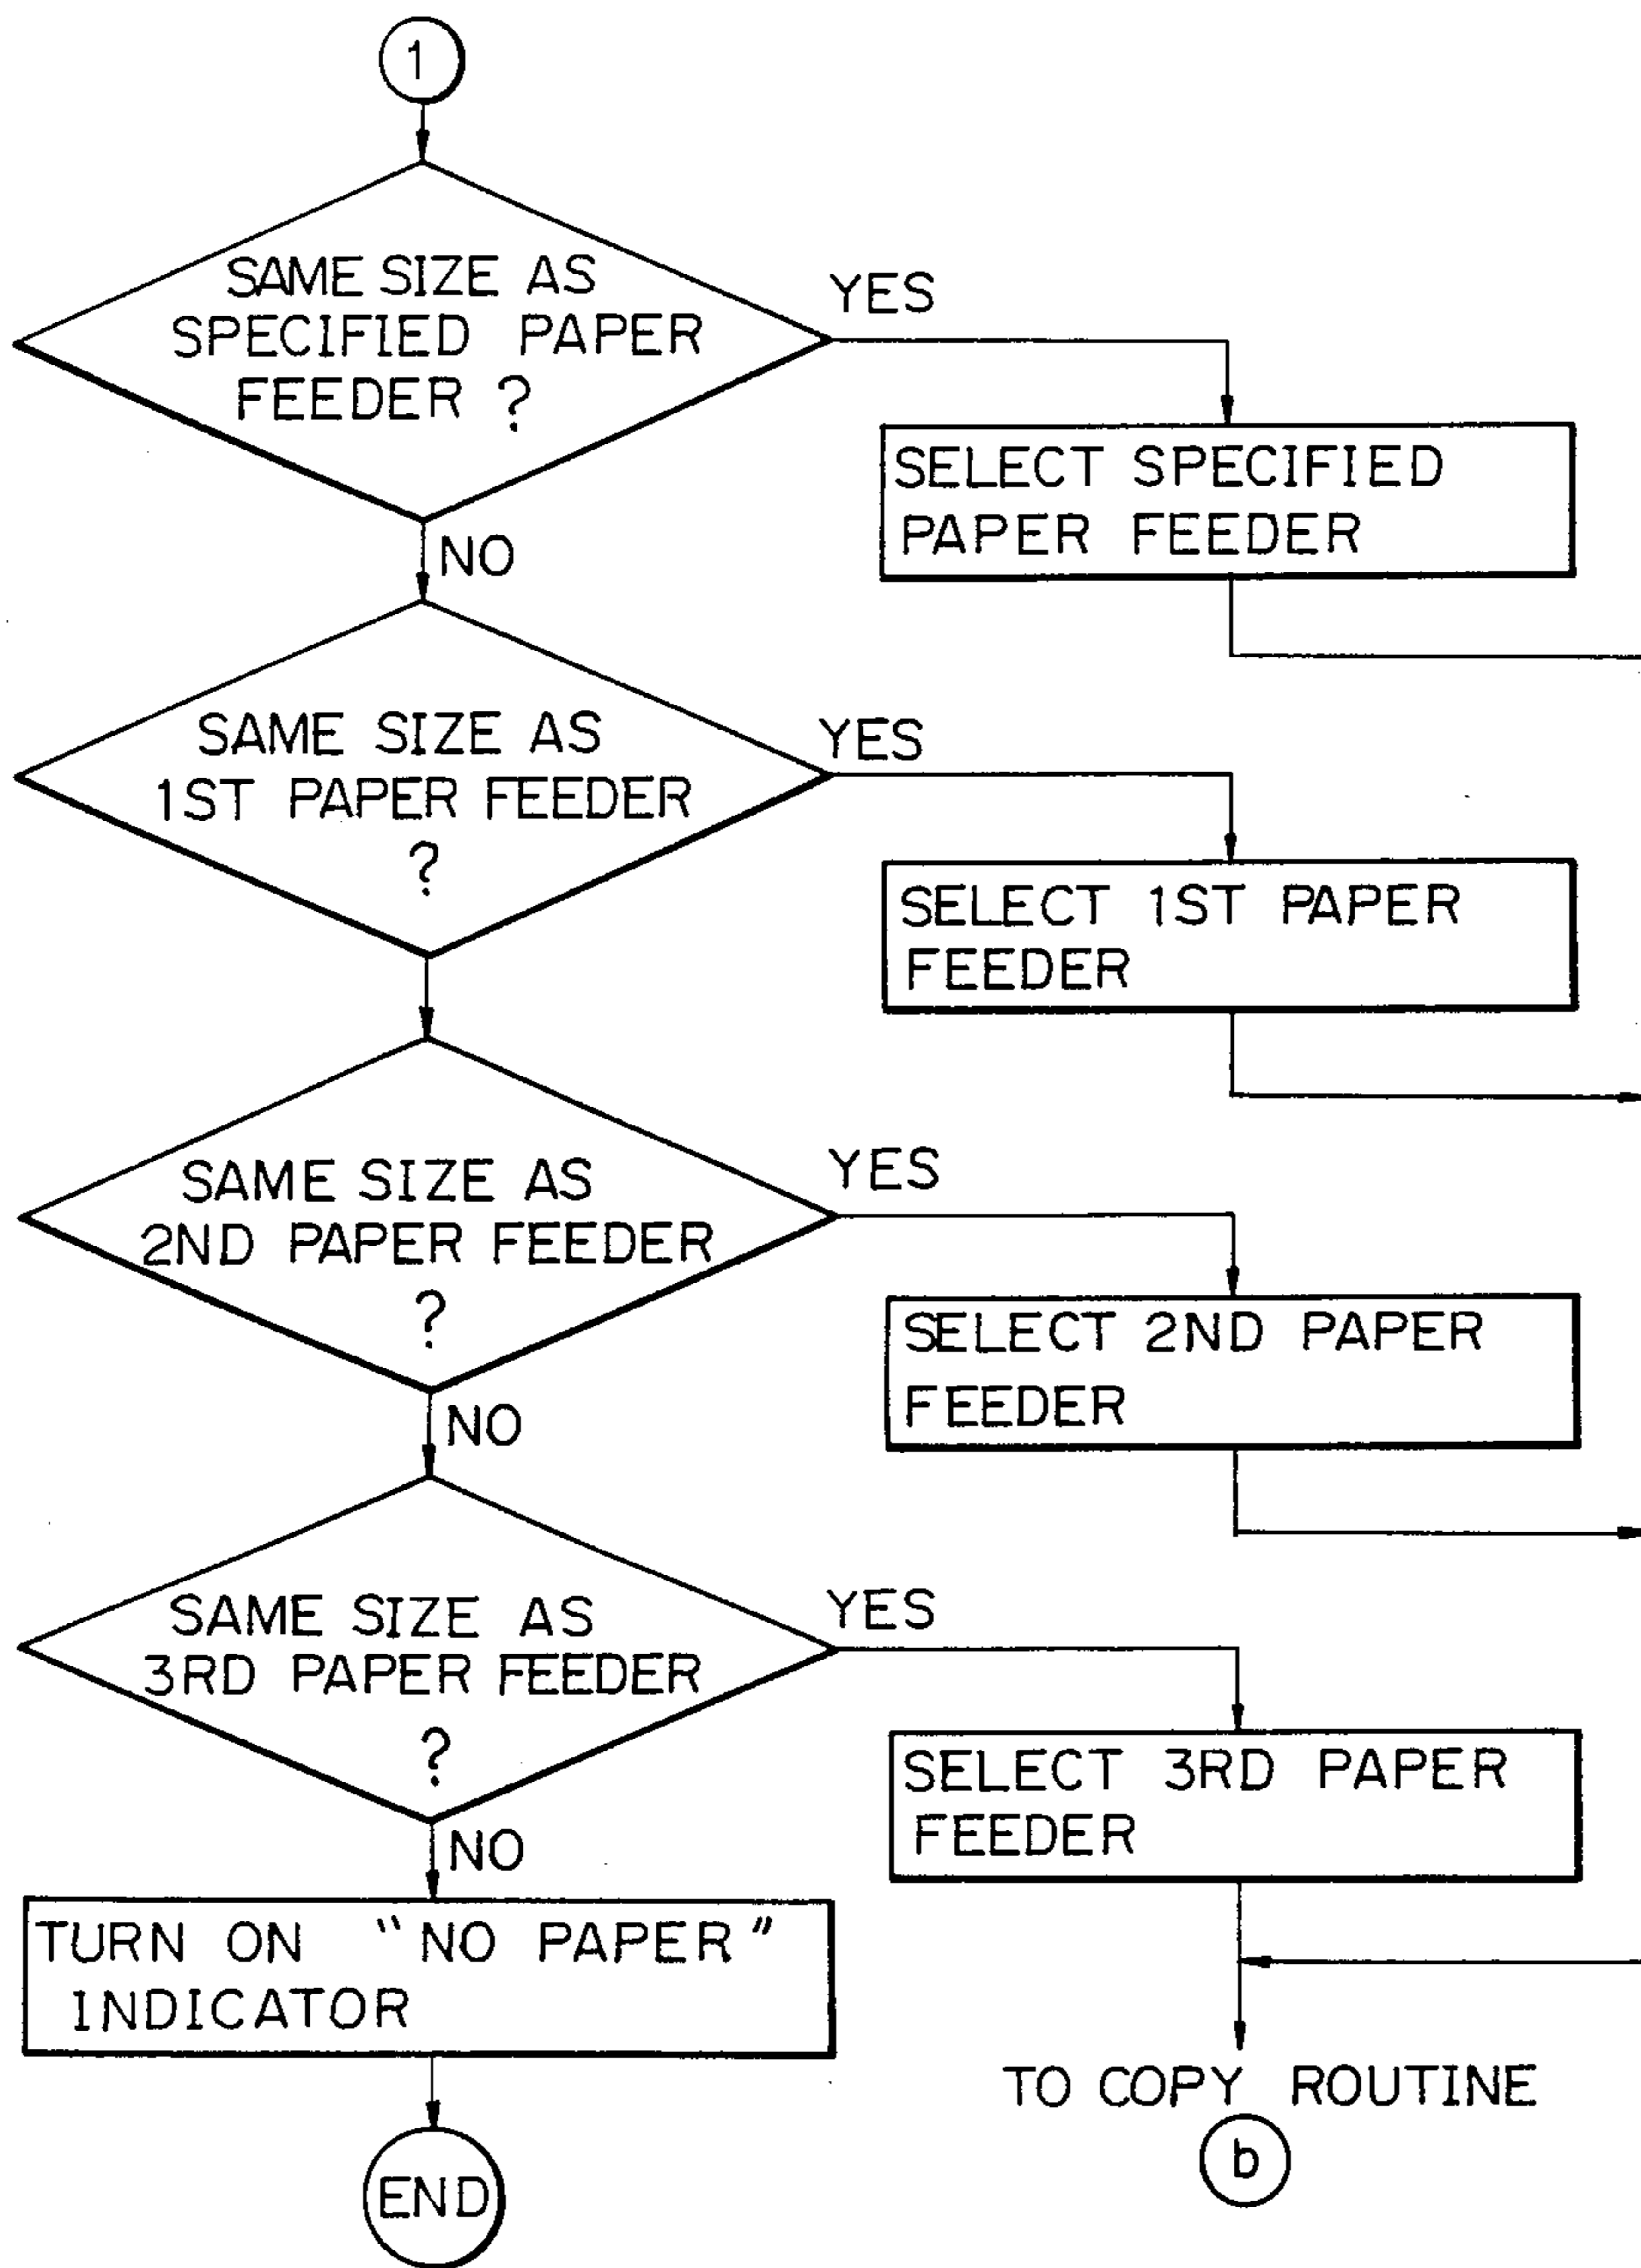 1
SAME SIZE AS
SPECIFIED PAPER
FEEDER ?
YES
SELECT SPECIFIED
PAPER FEEDER
NO
SAME SIZE AS
1ST PAPER FEEDER
?
YES
SELECT 1ST PAPER
FEEDER
SAME SIZE AS
2ND PAPER FEEDER
?
YES
SELECT 2ND PAPER
FEEDER
NO
SAME SIZE AS
3RD PAPER FEEDER
?
YES
SELECT 3RD PAPER
FEEDER
NO
TURN ON "NO PAPER"
INDICATOR
END
TO COPY ROUTINE
b